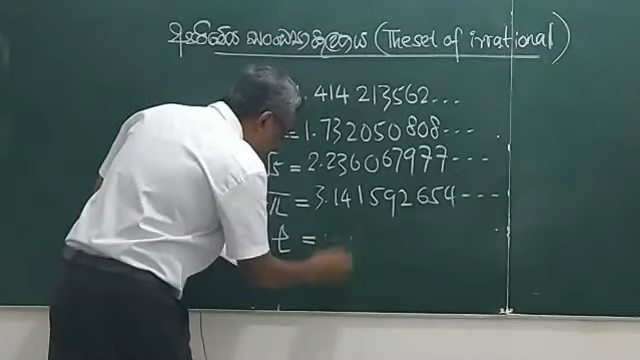 අපරිමේය සංඛ්‍යා කුලකය (The set of irrational)
.414213562...
=1.732050808---
5=2.236067977---
π=3.141592654---
=